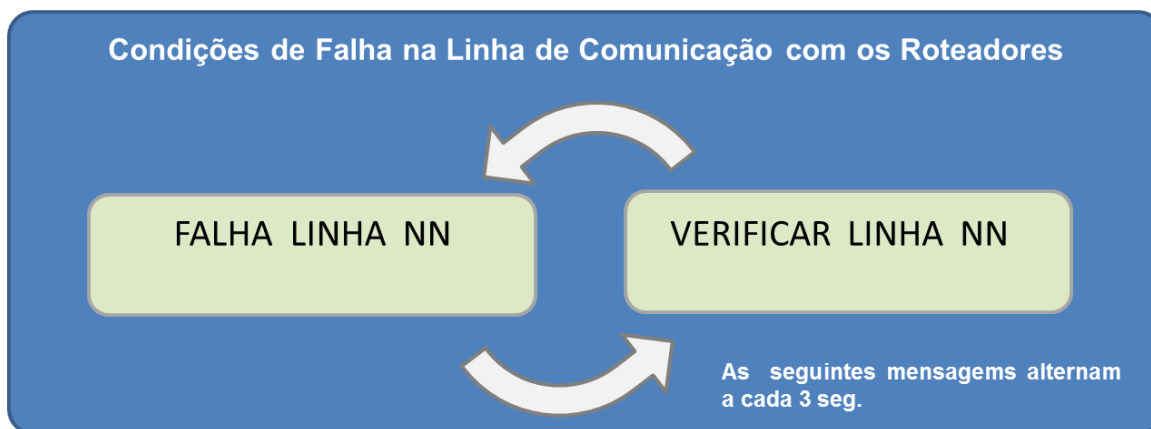 Condições de Falha na Linha de Comunicação com os Roteadores
FALHA LINHA NN
VERIFICAR LINHA NN
As seguintes mensagems alternam
a cada 3 seg.